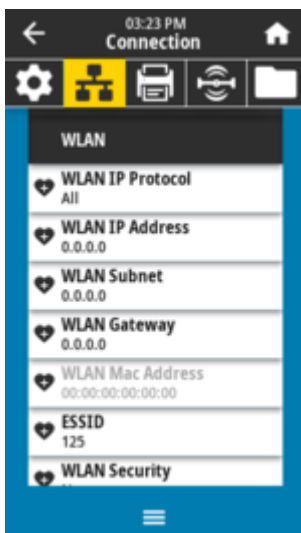 03:23 PM
Connection
WLAN
WLAN IP Protocol
All
WLAN IP Address
0.0.0.0
WLAN Subnet
0.0.0.0
WLAN Gateway
0.0.0.0
WLAN Mac Address
00:00:00:00:00:00
ESSID
125
WLAN Security